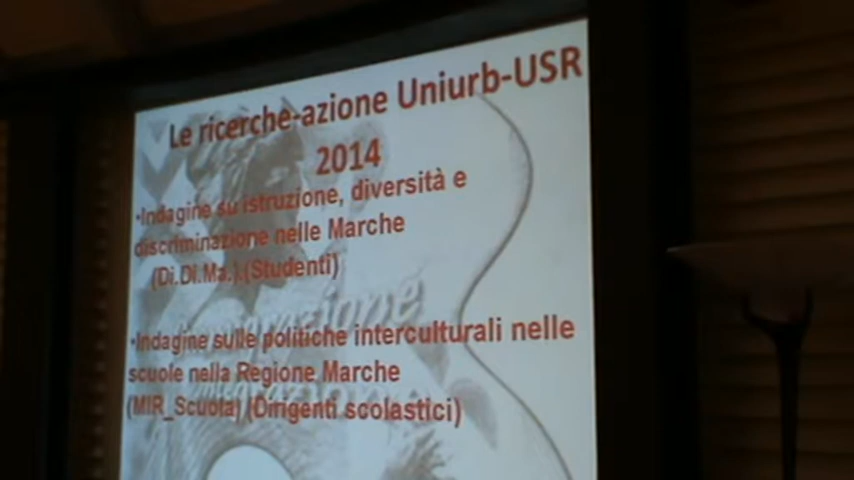 Le ricerche-azione Uniurb-USR
2014
•Indagine su istruzione, diversità e
discriminazione nelle Marche
(Di.DI.Ma.) (Studenti)
•Indagine sulle politiche interculturali nelle
scuole nella Regione Marche
(MIR_Scuola) (Dirigenti scolastici)